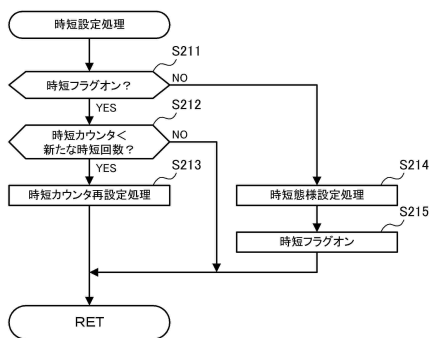 時短設定処理
S211
時短フラグオン？
NO
YES
S212
時短カウンタ＜
新たな時短回数？
NO
YES
S213
時短カウンタ再設定処理
S214
時短態様設定処理
S215
時短フラグオン
RET